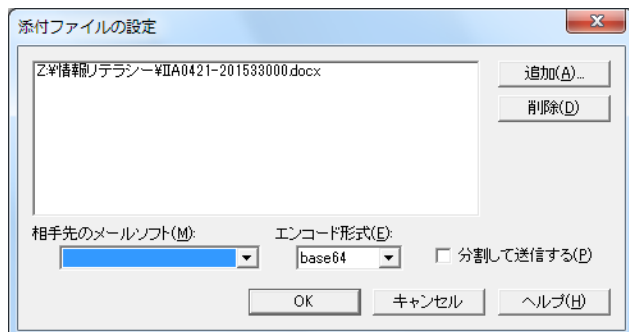 添付ファイルの設定
Z:¥情報リテラシー¥IIA0421-201533000.docx
追加(A)...
削除(D)
相手先のメールソフト(M):
エンコード形式(E):
base64
分割して送信する(P)
OK
キャンセル
ヘルプ(H)